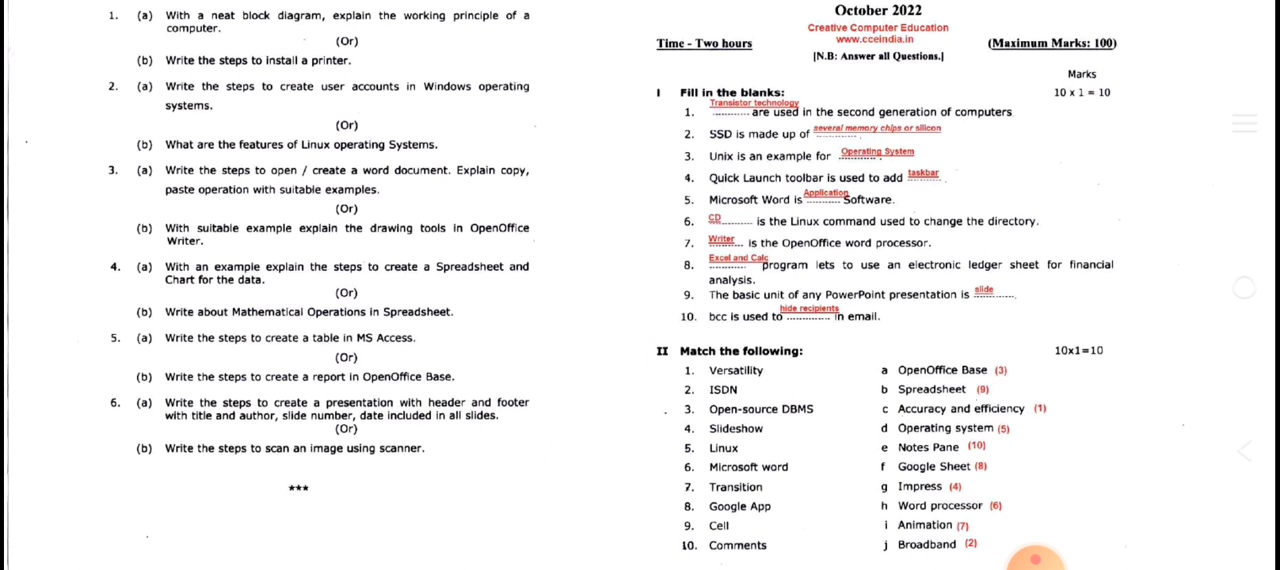 1. (a) With a neat block diagram, explain the working principle of a
computer.
(Or)
(b) Write the steps to install a printer.
2. (a) Write the steps to create user accounts in Windows operating
systems.
(Or)
(b) What are the features of Linux operating Systems.
3. (a) Write the steps to open / create a word document. Explain copy,
paste operation with suitable examples.
(Or)
(b) With suitable example explain the drawing tools in OpenOffice
Writer.
4. (a) With an example explain the steps to create a Spreadsheet and
Chart for the data.
(Or)
(b) Write about Mathematical Operations in Spreadsheet.
5. (a) Write the steps to create a table in MS Access.
(Or)
(b) Write the steps to create a report in OpenOffice Base.
6. (a) Write the steps to create a presentation with header and footer
with title and author, slide number, date included in all slides.
(Or)
(b) Write the steps to scan an image using scanner.
***
October 2022
Creative Computer Education
www.cceindia.in
Time - Two hours (Maximum Marks: 100)
[N.B: Answer all Questions.]
Marks
I Fill in the blanks: 10 x 1 = 10
Transistor technology
1. ........... are used in the second generation of computers
2. SSD is made up of several memory chips or silicon ............ .
3. Unix is an example for Operating System ........... .
4. Quick Launch toolbar is used to add taskbar .......... .
5. Microsoft Word is Application .......... Software.
6. CD ........... is the Linux command used to change the directory.
7. Writer .......... is the OpenOffice word processor.
Excel and Calc
8. ........... program lets to use an electronic ledger sheet for financial
analysis.
9. The basic unit of any PowerPoint presentation is slide ............
hide recipients
10. bcc is used to ............. in email.
II Match the following: 10x1=10
1. Versatility a OpenOffice Base (3)
2. ISDN b Spreadsheet (9)
3. Open-source DBMS c Accuracy and efficiency (1)
4. Slideshow d Operating system (5)
5. Linux e Notes Pane (10)
6. Microsoft word f Google Sheet (8)
7. Transition g Impress (4)
8. Google App h Word processor (6)
9. Cell i Animation (7)
10. Comments j Broadband (2)